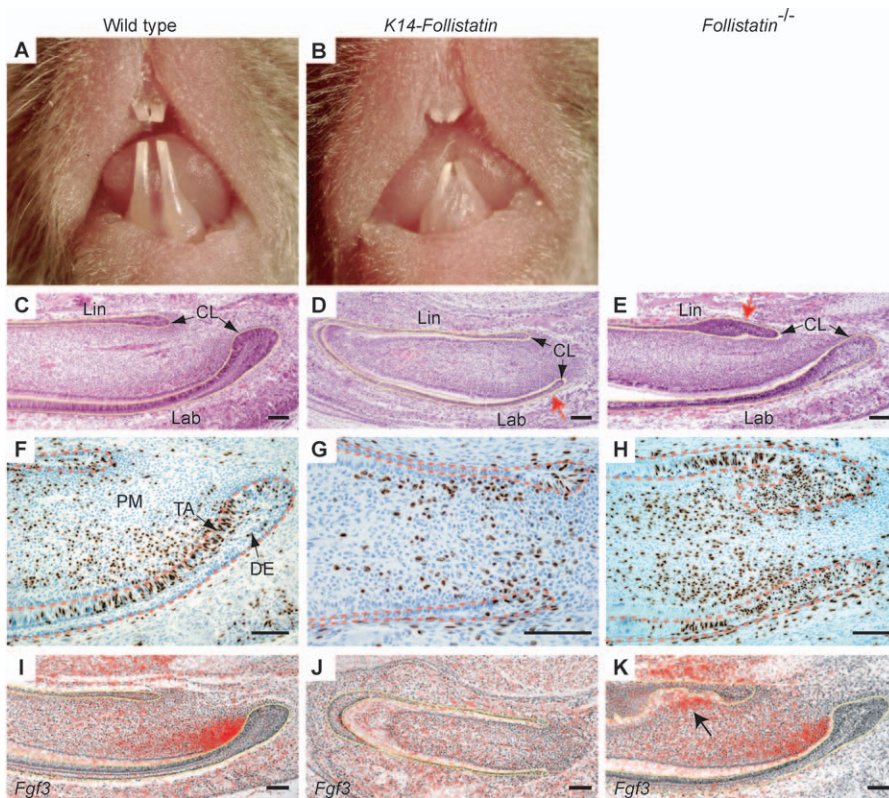 Wild type K14-Follistatin Follistatin-/-
A B
C Lin CL Lab
D Lin CL Lab
E Lin CL Lab
F PM TA DE
G
H
I Fgf3
J Fgf3
K Fgf3